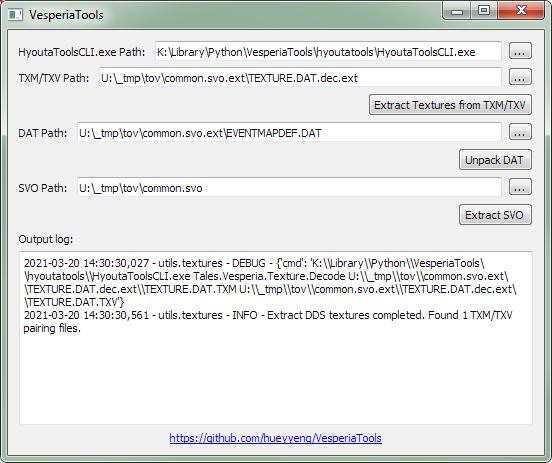 VesperiaTools
HyoutaToolsCLI.exe Path: K:\Library\Python\VesperiaTools\hyoutatools\HyoutaToolsCLI.exe ...
TXM/TXV Path: U:\_tmp\tov\common.svo.ext\TEXTURE.DAT.dec.ext ...
Extract Textures from TXM/TXV
DAT Path: U:\_tmp\tov\common.svo.ext\EVENTMAPDEF.DAT ...
Unpack DAT
SVO Path: U:\_tmp\tov\common.svo ...
Extract SVO
Output log:
2021-03-20 14:30:30,027 - utils.textures - DEBUG - {'cmd': 'K:\\Library\\Python\\VesperiaTools\
\hyoutatools\\HyoutaToolsCLI.exe Tales.Vesperia.Texture.Decode U:\\_tmp\\tov\\common.svo.ext\
\TEXTURE.DAT.dec.ext\\TEXTURE.DAT.TXM U:\\_tmp\\tov\\common.svo.ext\\TEXTURE.DAT.dec.ext\
\TEXTURE.DAT.TXV'}
2021-03-20 14:30:30,561 - utils.textures - INFO - Extract DDS textures completed. Found 1 TXM/TXV
pairing files.
https://github.com/hueyyeng/VesperiaTools